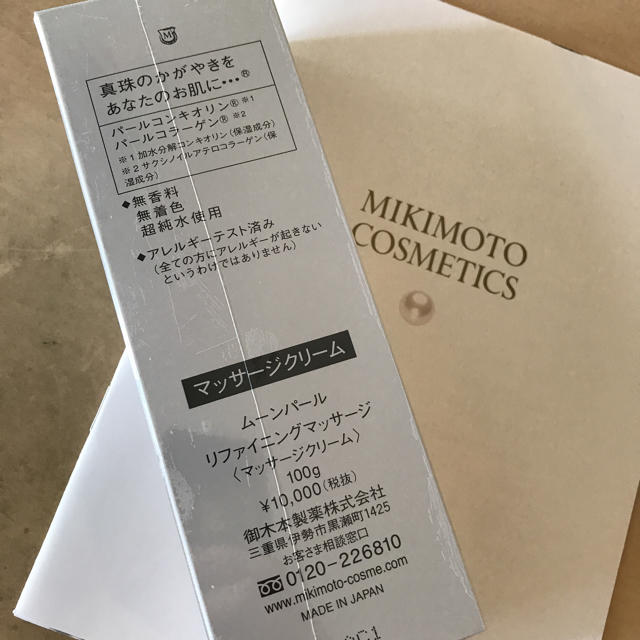 M
真珠のかがやきを
あなたのお肌に…®
パールコンキオリン® ※1
パールコラーゲン® ※2
※1 加水分解コンキオリン（保湿成分）
※2 サクシノイルアテロコラーゲン（保
湿成分）
◆無香料
無着色
超純水使用
◆アレルギーテスト済み
（全ての方にアレルギーが起きない
というわけではありません）
マッサージクリーム
ムーンパール
リファイニングマッサージ
〈マッサージクリーム〉
100g
¥10,000（税抜）
御木本製薬株式会社
三重県伊勢市黒瀬町1425
お客さま相談窓口
0120-226810
www.mikimoto-cosme.com
MADE IN JAPAN
MIKIMOTO
COSMETICS